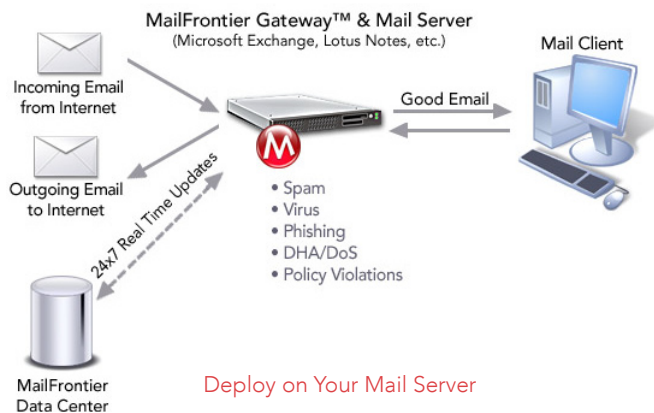 MailFrontier Gateway™ & Mail Server
(Microsoft Exchange, Lotus Notes, etc.)
Mail Client
Incoming Email
from Internet
Good Email
M
Outgoing Email
to Internet
24x7 Real Time Updates
• Spam
• Virus
• Phishing
• DHA/DoS
• Policy Violations
MailFrontier
Data Center
Deploy on Your Mail Server